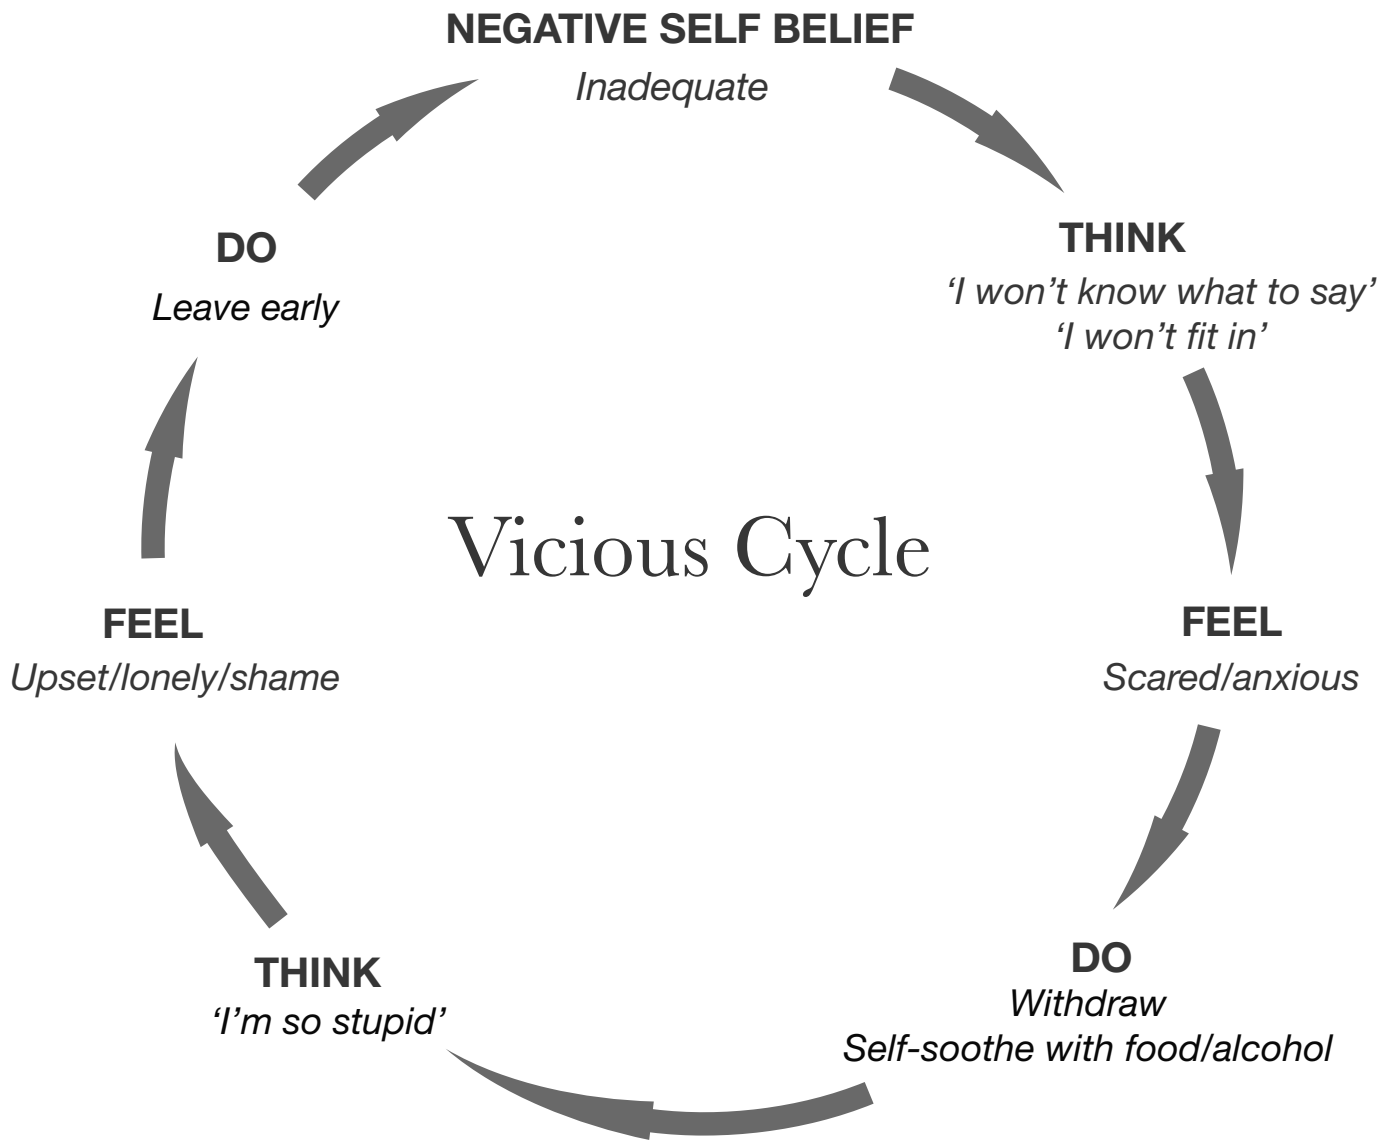 NEGATIVE SELF BELIEF
Inadequate
THINK
‘I won’t know what to say’
‘I won’t fit in’
FEEL
Scared/anxious
DO
Withdraw
Self-soothe with food/alcohol
THINK
‘I’m so stupid’
FEEL
Upset/lonely/shame
DO
Leave early
Vicious Cycle